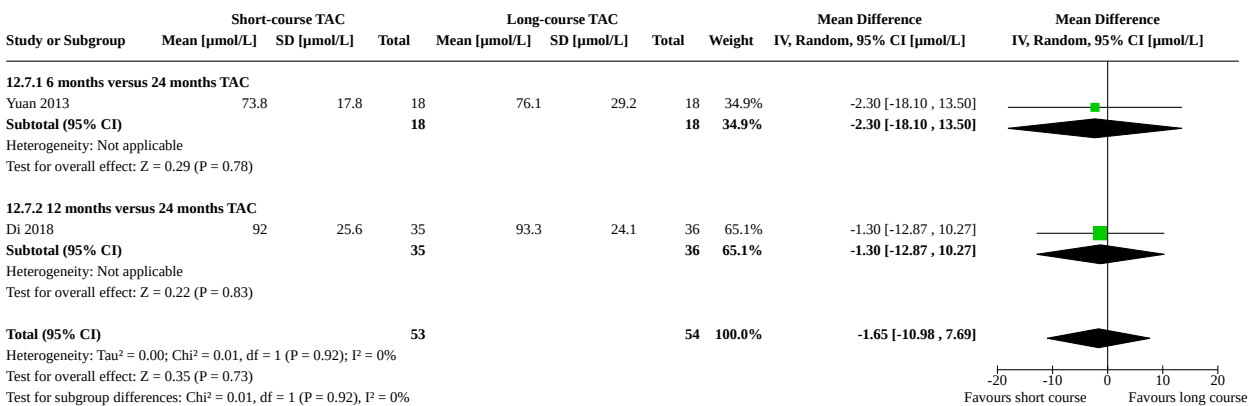 Short-course TAC Long-course TAC Mean Difference Mean Difference
Study or Subgroup Mean [µmol/L] SD [µmol/L] Total Mean [µmol/L] SD [µmol/L] Total Weight IV, Random, 95% CI [µmol/L] IV, Random, 95% CI [µmol/L]
12.7.1 6 months versus 24 months TAC
Yuan 2013 73.8 17.8 18 76.1 29.2 18 34.9% -2.30 [-18.10 , 13.50]
Subtotal (95% CI) 18 18 34.9% -2.30 [-18.10 , 13.50]
Heterogeneity: Not applicable
Test for overall effect: Z = 0.29 (P = 0.78)
12.7.2 12 months versus 24 months TAC
Di 2018 92 25.6 35 93.3 24.1 36 65.1% -1.30 [-12.87 , 10.27]
Subtotal (95% CI) 35 36 65.1% -1.30 [-12.87 , 10.27]
Heterogeneity: Not applicable
Test for overall effect: Z = 0.22 (P = 0.83)
Total (95% CI) 53 54 100.0% -1.65 [-10.98 , 7.69]
Heterogeneity: Tau² = 0.00; Chi² = 0.01, df = 1 (P = 0.92); I² = 0%
Test for overall effect: Z = 0.35 (P = 0.73)
-20 -10 0 10 20
Test for subgroup differences: Chi² = 0.01, df = 1 (P = 0.92), I² = 0%
Favours short course Favours long course